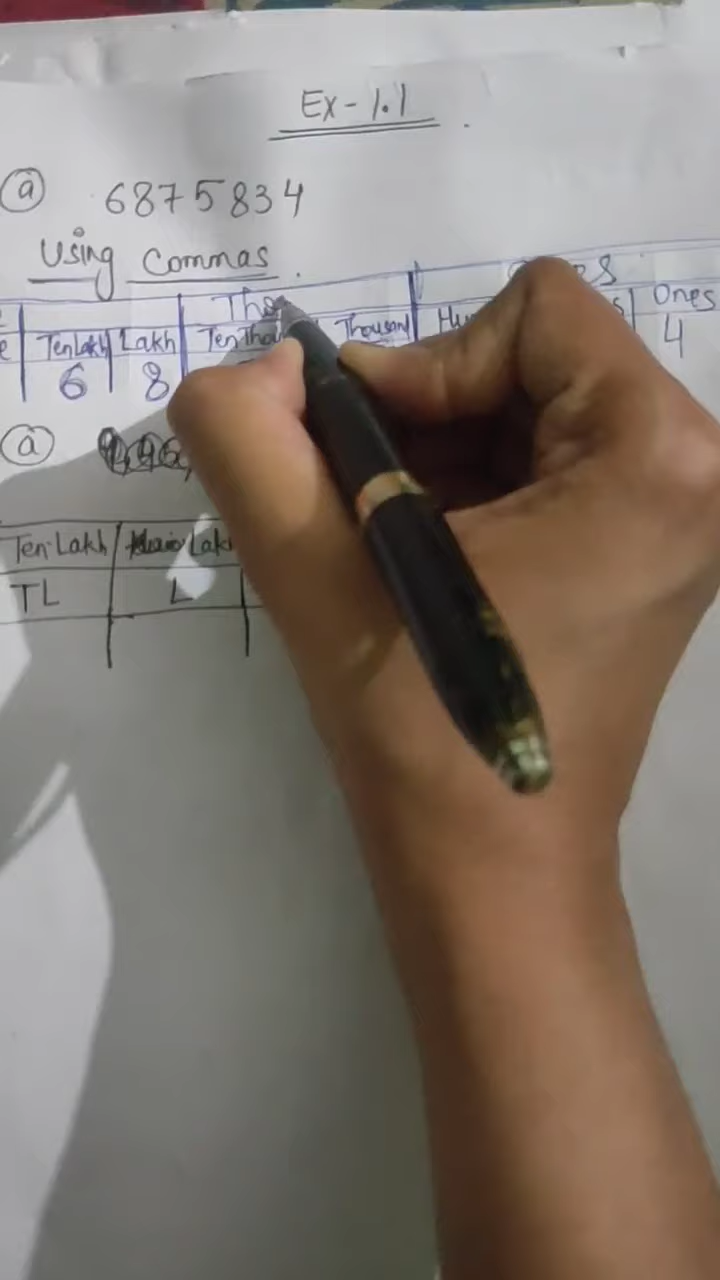 Ex - 1.1
(a) 6875834
Using Commas
Tho
Ten Lakh Lakh Ten Thousand Ones
6 8 4
(a)
Ten-Lakh Lakh
TL L